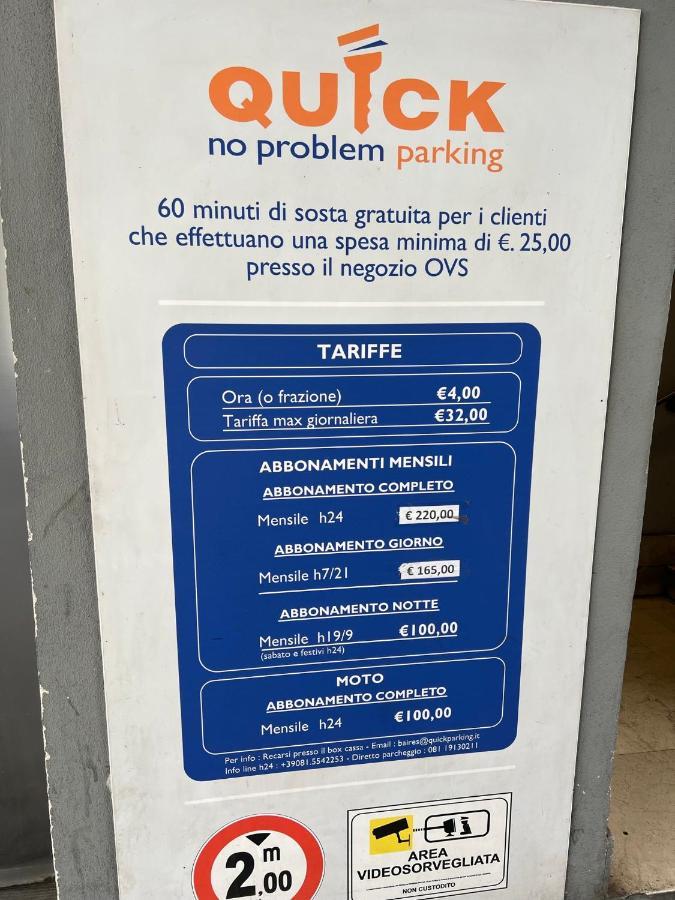 QUICK
no problem parking
60 minuti di sosta gratuita per i clienti
che effettuano una spesa minima di €. 25,00
presso il negozio OVS
TARIFFE
Ora (o frazione) €4,00
Tariffa max giornaliera €32,00
ABBONAMENTI MENSILI
ABBONAMENTO COMPLETO
Mensile h24 € 220,00
ABBONAMENTO GIORNO
Mensile h7/21 € 165,00
ABBONAMENTO NOTTE
Mensile h19/9 €100,00
(sabato e festivi h24)
MOTO
ABBONAMENTO COMPLETO
Mensile h24 €100,00
Per info : Recarsi presso il box cassa - Email : baires@quickparking.it
Info line h24 : +39081.5542253 - Diretto parcheggio : 081 19130211
2 m ,00
AREA
VIDEOSORVEGLIATA
NON CUSTODITO